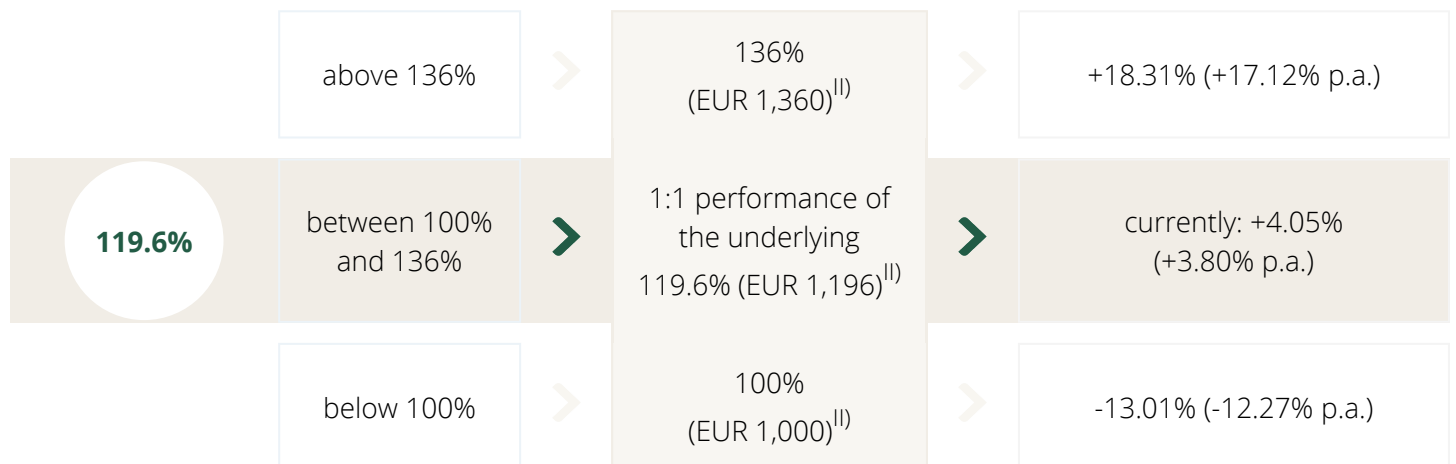 above 136%
136%
(EUR 1,360)II)
+18.31% (+17.12% p.a.)
119.6%
between 100%
and 136%
1:1 performance of
the underlying
119.6% (EUR 1,196)II)
currently: +4.05%
(+3.80% p.a.)
below 100%
100%
(EUR 1,000)II)
-13.01% (-12.27% p.a.)